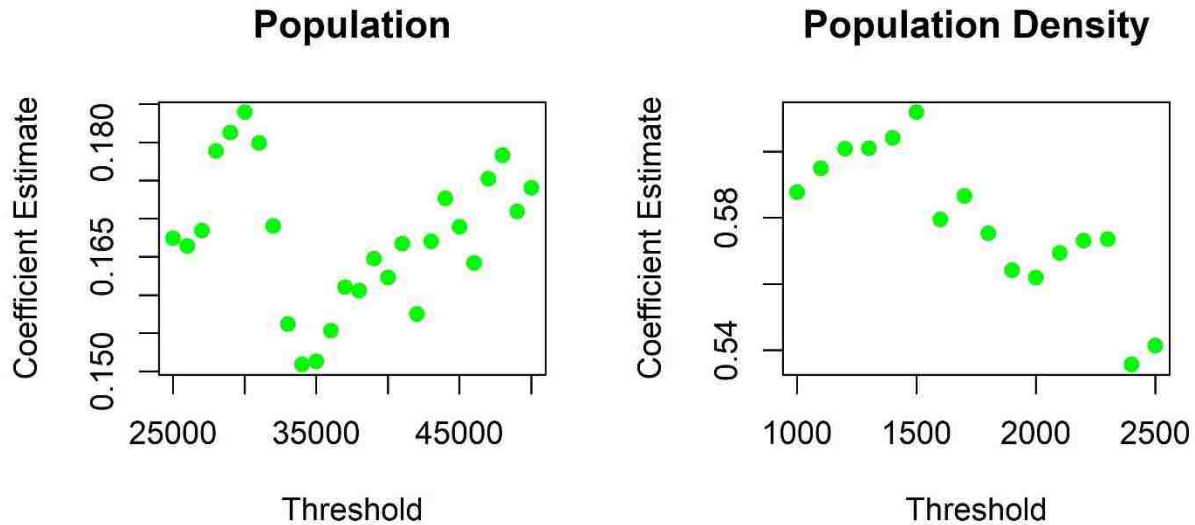 Population
Coefficient Estimate
0.180
0.165
0.150
25000 35000 45000
Threshold
Population Density
Coefficient Estimate
0.58
0.54
1000 1500 2000 2500
Threshold